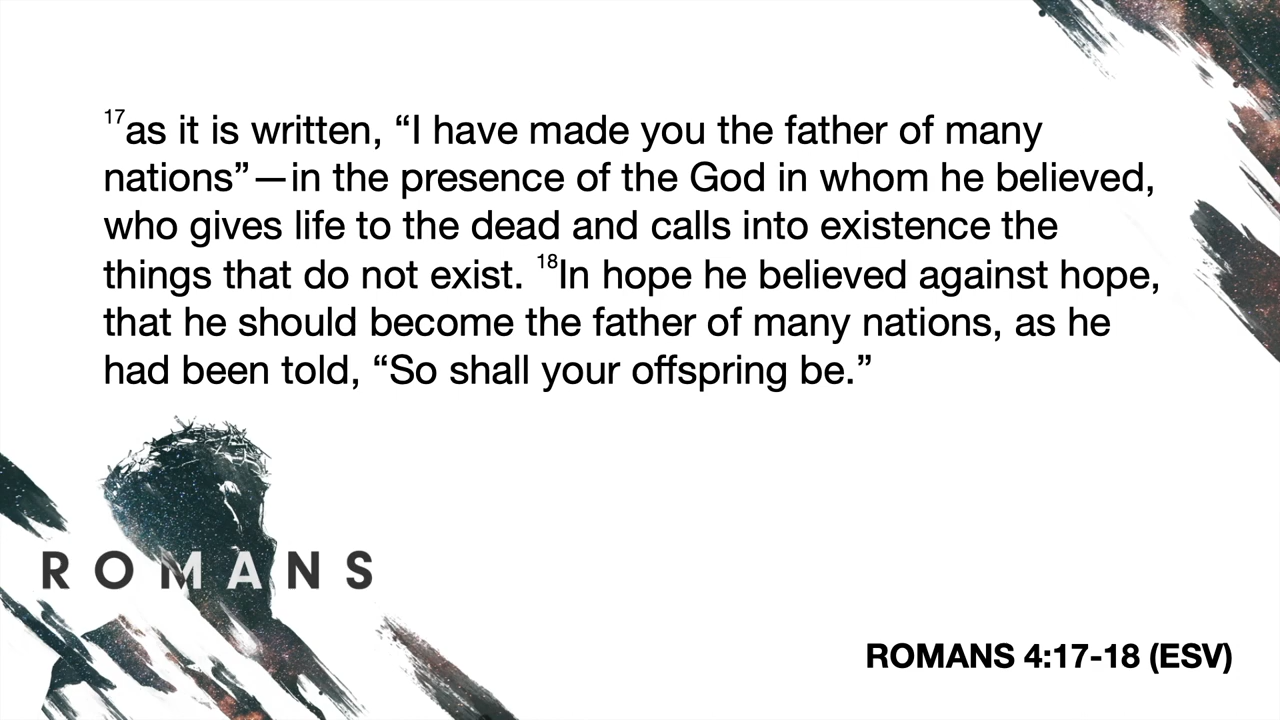 17as it is written, “I have made you the father of many
nations”—in the presence of the God in whom he believed,
who gives life to the dead and calls into existence the
things that do not exist. 18In hope he believed against hope,
that he should become the father of many nations, as he
had been told, “So shall your offspring be.”
ROMANS
ROMANS 4:17-18 (ESV)